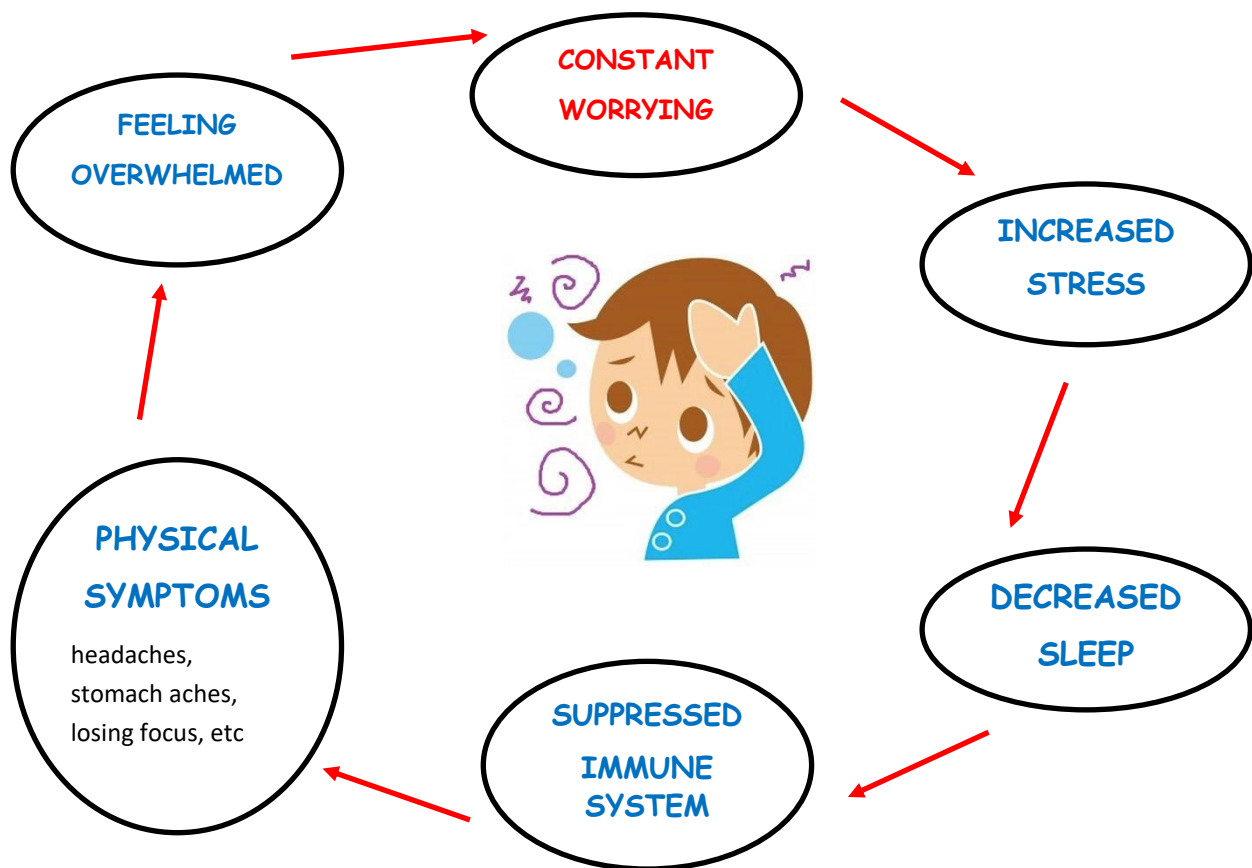 CONSTANT
WORRYING
INCREASED
STRESS
DECREASED
SLEEP
SUPPRESSED
IMMUNE
SYSTEM
PHYSICAL
SYMPTOMS
headaches,
stomach aches,
losing focus, etc
FEELING
OVERWHELMED